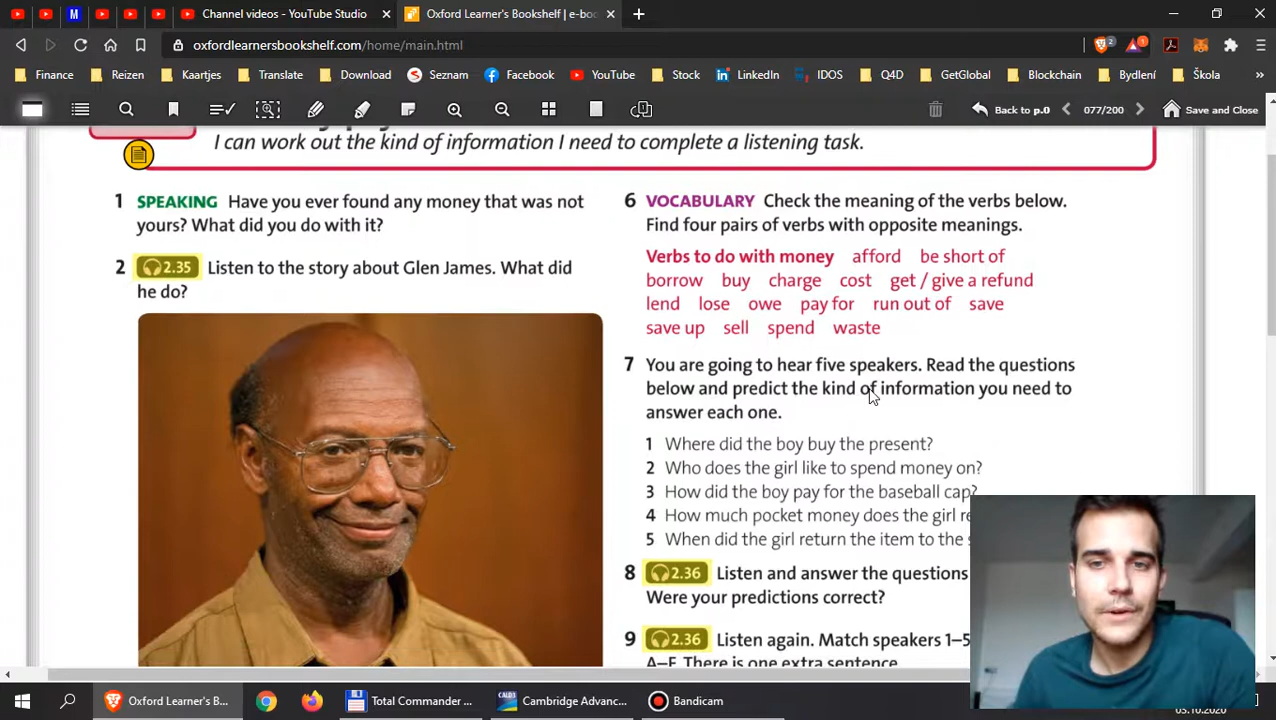 Channel videos - YouTube Studio
Oxford Learner's Bookshelf | e-boo
oxfordlearnersbookshelf.com/home/main.html
2
1
Finance
Reizen
Kaartjes
Translate
Download
Seznam
Facebook
YouTube
Stock
LinkedIn
IDOS
Q4D
GetGlobal
Blockchain
Bydlení
Škola
Back to p.0
077/200
Save and Close
I can work out the kind of information I need to complete a listening task.
1 SPEAKING Have you ever found any money that was not
yours? What did you do with it?
2 2.35 Listen to the story about Glen James. What did
he do?
6 VOCABULARY Check the meaning of the verbs below.
Find four pairs of verbs with opposite meanings.
Verbs to do with money afford be short of
borrow buy charge cost get / give a refund
lend lose owe pay for run out of save
save up sell spend waste
7 You are going to hear five speakers. Read the questions
below and predict the kind of information you need to
answer each one.
1 Where did the boy buy the present?
2 Who does the girl like to spend money on?
3 How did the boy pay for the baseball cap?
4 How much pocket money does the girl re
5 When did the girl return the item to the s
8 2.36 Listen and answer the questions
Were your predictions correct?
9 2.36 Listen again. Match speakers 1–5
A–F. There is one extra sentence.
Oxford Learner's B...
Total Commander ...
Cambridge Advanc...
Bandicam
03.10.2020